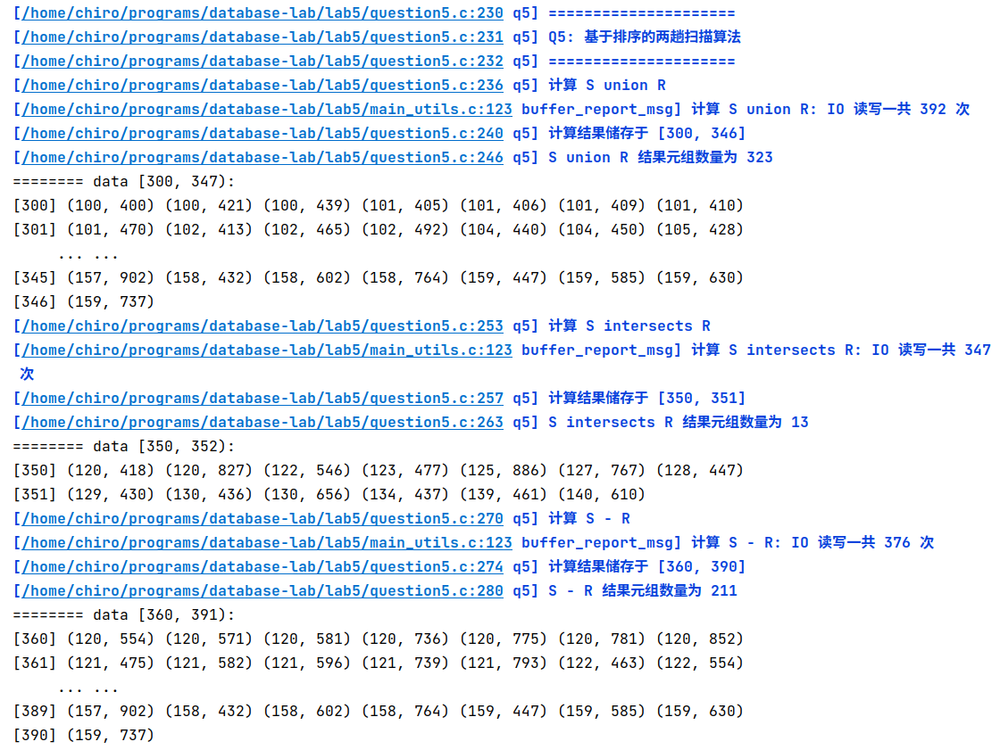 [/home/chiro/programs/database-lab/lab5/question5.c:230 q5] =====================
[/home/chiro/programs/database-lab/lab5/question5.c:231 q5] Q5: 基于排序的两趟扫描算法
[/home/chiro/programs/database-lab/lab5/question5.c:232 q5] =====================
[/home/chiro/programs/database-lab/lab5/question5.c:236 q5] 计算 S union R
[/home/chiro/programs/database-lab/lab5/main_utils.c:123 buffer_report_msg] 计算 S union R: IO 读写一共 392 次
[/home/chiro/programs/database-lab/lab5/question5.c:240 q5] 计算结果储存于 [300, 346]
[/home/chiro/programs/database-lab/lab5/question5.c:246 q5] S union R 结果元组数量为 323
======== data [300, 347):
[300] (100, 400) (100, 421) (100, 439) (101, 405) (101, 406) (101, 409) (101, 410)
[301] (101, 470) (102, 413) (102, 465) (102, 492) (104, 440) (104, 450) (105, 428)
... ...
[345] (157, 902) (158, 432) (158, 602) (158, 764) (159, 447) (159, 585) (159, 630)
[346] (159, 737)
[/home/chiro/programs/database-lab/lab5/question5.c:253 q5] 计算 S intersects R
[/home/chiro/programs/database-lab/lab5/main_utils.c:123 buffer_report_msg] 计算 S intersects R: IO 读写一共 347
次
[/home/chiro/programs/database-lab/lab5/question5.c:257 q5] 计算结果储存于 [350, 351]
[/home/chiro/programs/database-lab/lab5/question5.c:263 q5] S intersects R 结果元组数量为 13
======== data [350, 352):
[350] (120, 418) (120, 827) (122, 546) (123, 477) (125, 886) (127, 767) (128, 447)
[351] (129, 430) (130, 436) (130, 656) (134, 437) (139, 461) (140, 610)
[/home/chiro/programs/database-lab/lab5/question5.c:270 q5] 计算 S - R
[/home/chiro/programs/database-lab/lab5/main_utils.c:123 buffer_report_msg] 计算 S - R: IO 读写一共 376 次
[/home/chiro/programs/database-lab/lab5/question5.c:274 q5] 计算结果储存于 [360, 390]
[/home/chiro/programs/database-lab/lab5/question5.c:280 q5] S - R 结果元组数量为 211
======== data [360, 391):
[360] (120, 554) (120, 571) (120, 581) (120, 736) (120, 775) (120, 781) (120, 852)
[361] (121, 475) (121, 582) (121, 596) (121, 739) (121, 793) (122, 463) (122, 554)
... ...
[389] (157, 902) (158, 432) (158, 602) (158, 764) (159, 447) (159, 585) (159, 630)
[390] (159, 737)